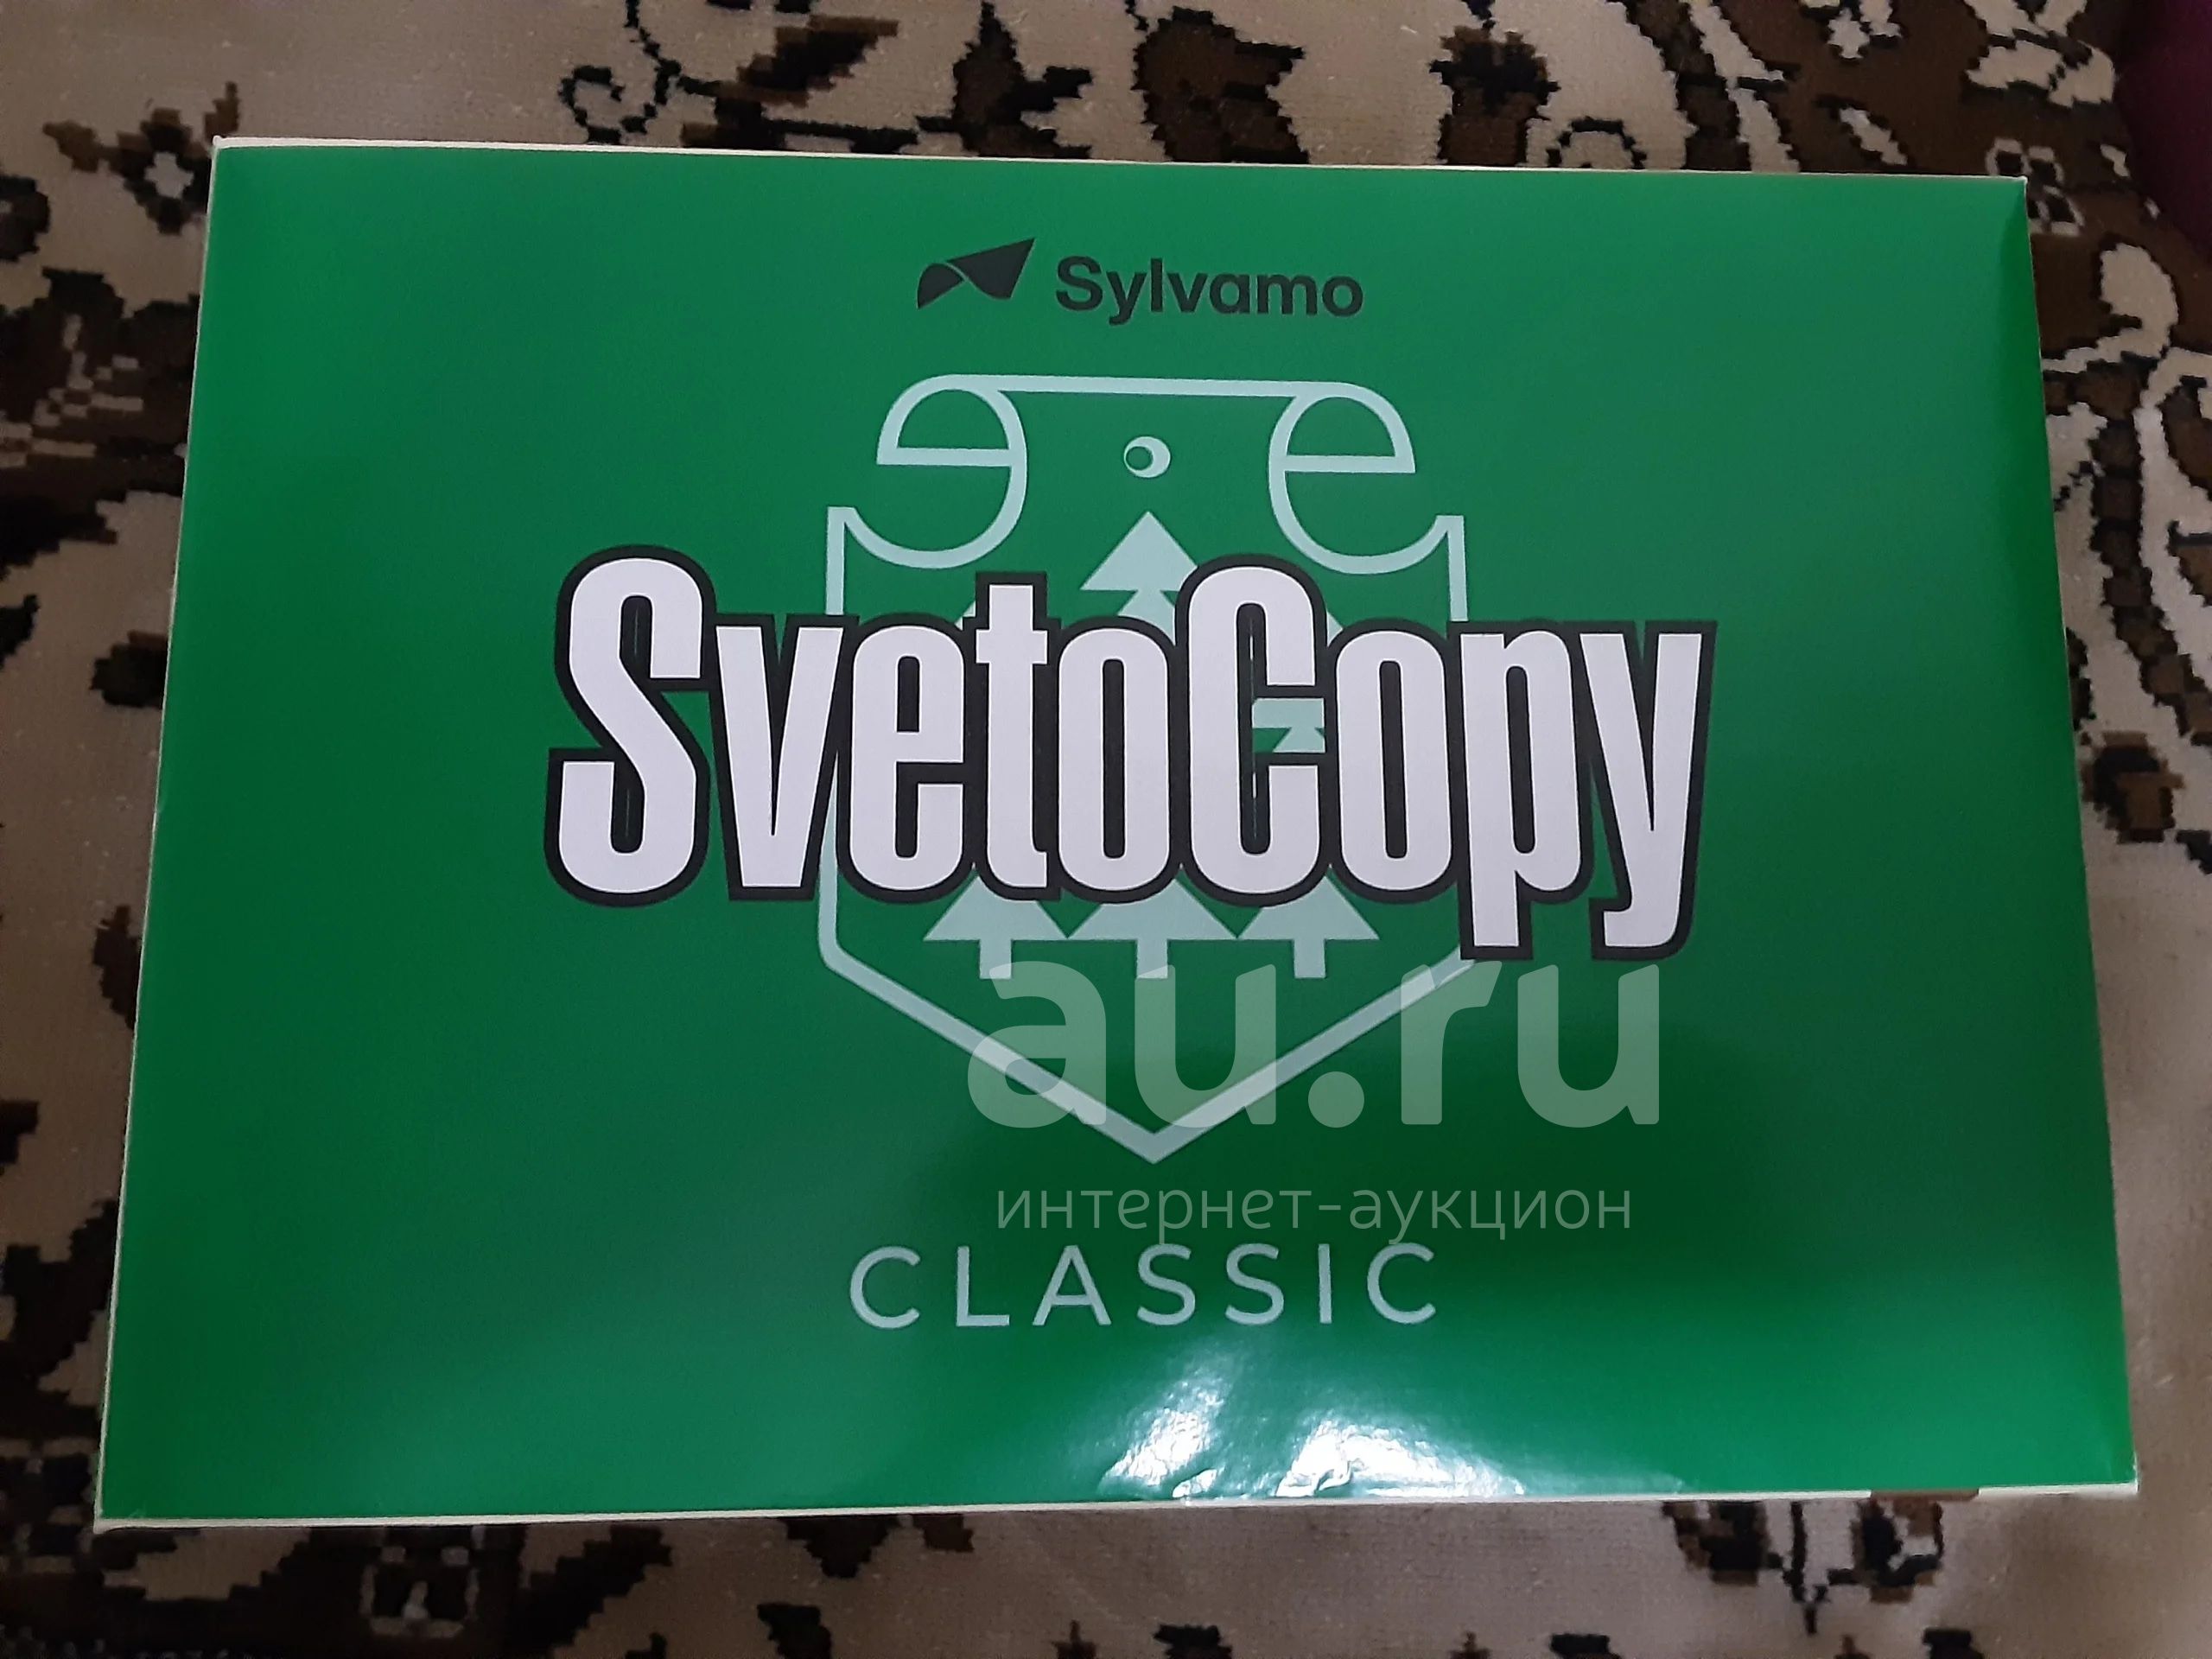 Sylvamo
SvetoCopy
au.ru
интернет-аукцион
CLASSIC